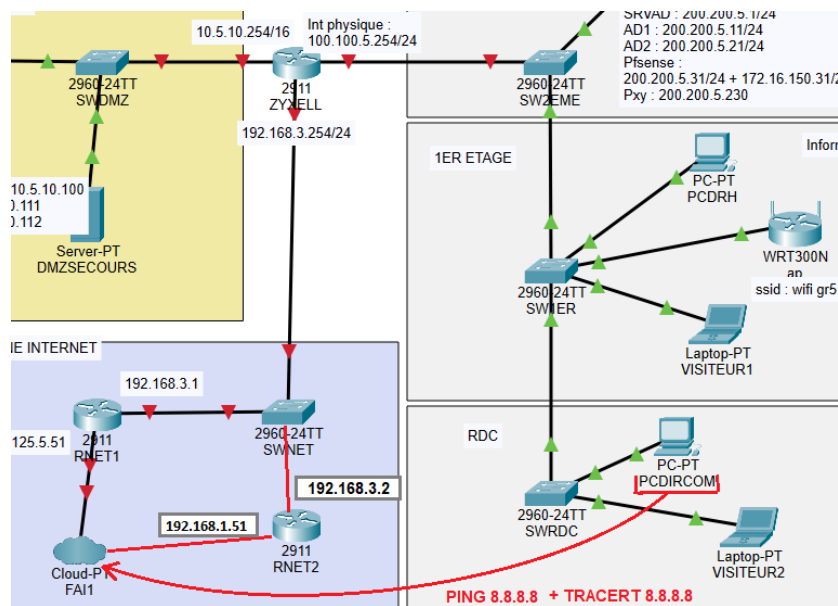 10.5.10.254/16
Int physique :
100.100.5.254/24
SRVAD : 200.200.5.1/24
AD1 : 200.200.5.11/24
AD2 : 200.200.5.21/24
Pfsense :
200.200.5.31/24 + 172.16.150.31/2
Pxy : 200.200.5.230
2960-24TT
SWDMZ
2911
ZYXELL
2960-24TT
SW2EME
192.168.3.254/24
1ER ETAGE
Inforr
PC-PT
PCDRH
10.5.10.100
0.111
0.112
Server-PT
DMZSECOURS
WRT300N
ap
ssid : wifi gr5
2960-24TT
SW1ER
Laptop-PT
VISITEUR1
NE INTERNET
192.168.3.1
2911
RNET1
2960-24TT
SWNET
125.5.51
192.168.3.2
RDC
PC-PT
PCDIRCOM
192.168.1.51
2911
RNET2
2960-24TT
SWRDC
Cloud-PT
FAI1
Laptop-PT
VISITEUR2
PING 8.8.8.8 + TRACERT 8.8.8.8